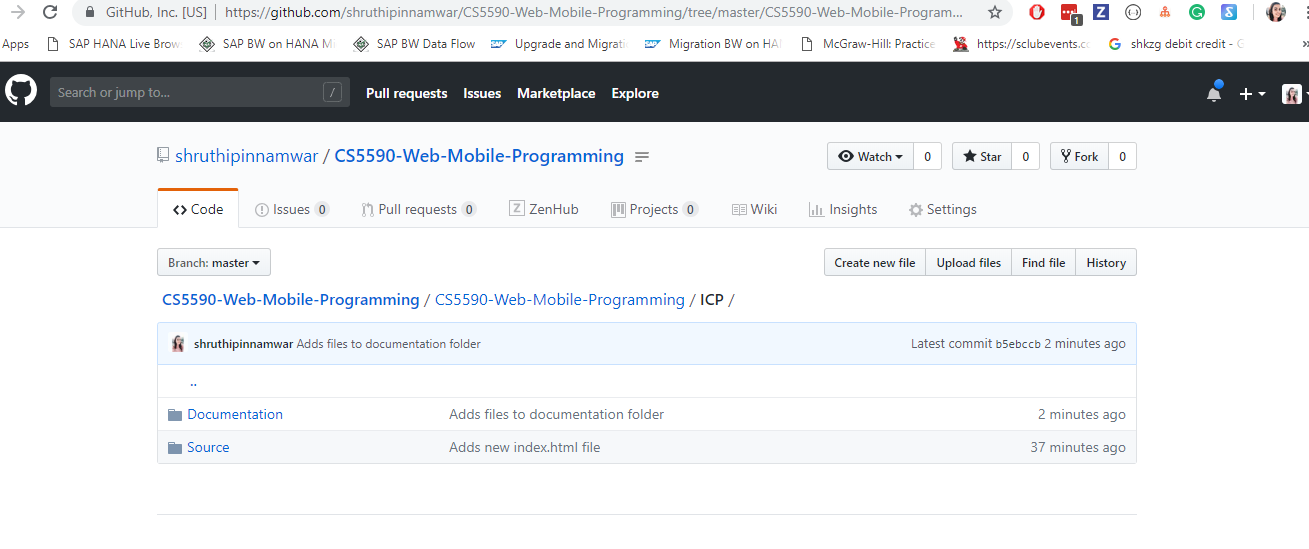 GitHub, Inc. [US] | https://github.com/shruthipinnamwar/CS5590-Web-Mobile-Programming/tree/master/CS5590-Web-Mobile-Program...
1
Apps SAP HANA Live Brow SAP BW on HANA M SAP BW Data Flow Upgrade and Migrati Migration BW on HA McGraw-Hill: Practice https://sclubevents.c shkzg debit credit - G »
Search or jump to... / Pull requests Issues Marketplace Explore
shruthipinnamwar / CS5590-Web-Mobile-Programming Watch 0 Star 0 Fork 0
Code Issues 0 Pull requests 0 ZenHub Projects 0 Wiki Insights Settings
Branch: master Create new file Upload files Find file History
CS5590-Web-Mobile-Programming / CS5590-Web-Mobile-Programming / ICP /
shruthipinnamwar Adds files to documentation folder Latest commit b5ebccb 2 minutes ago
..
Documentation Adds files to documentation folder 2 minutes ago
Source Adds new index.html file 37 minutes ago